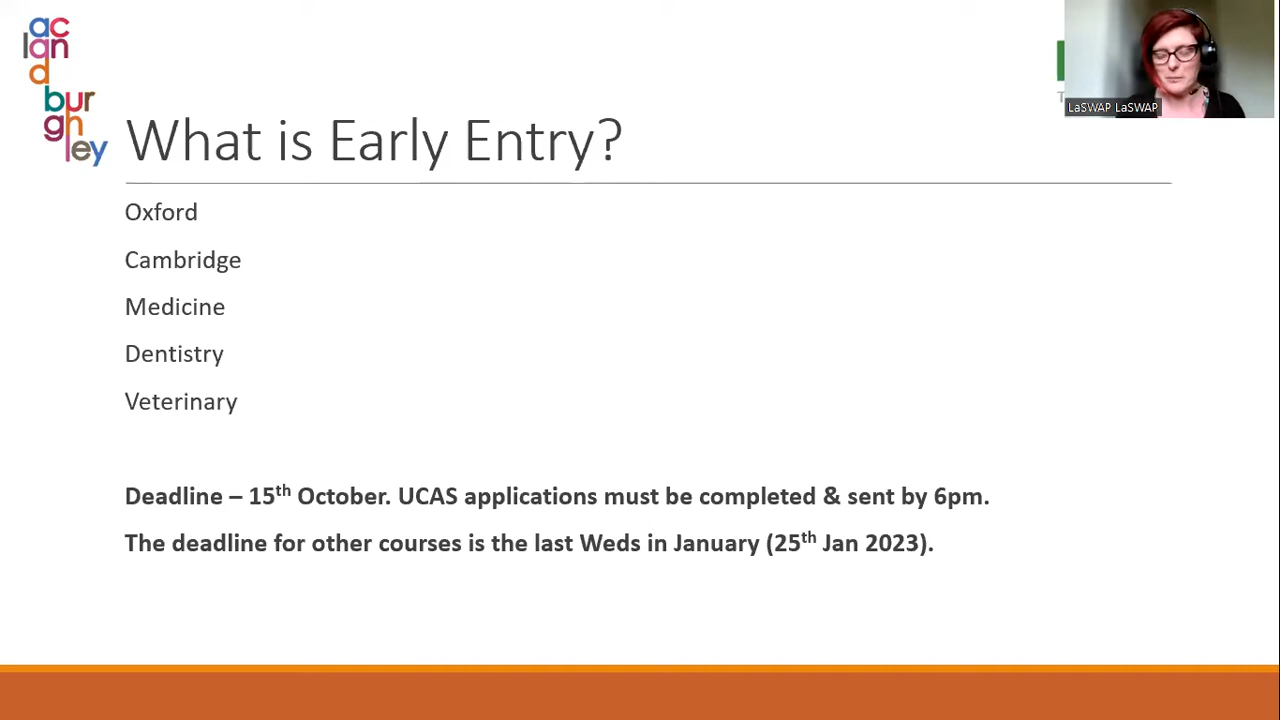 ac
lan
d
bur
gh
ley
LaSWAP LaSWAP
What is Early Entry?
Oxford
Cambridge
Medicine
Dentistry
Veterinary
Deadline – 15th October. UCAS applications must be completed & sent by 6pm.
The deadline for other courses is the last Weds in January (25th Jan 2023).